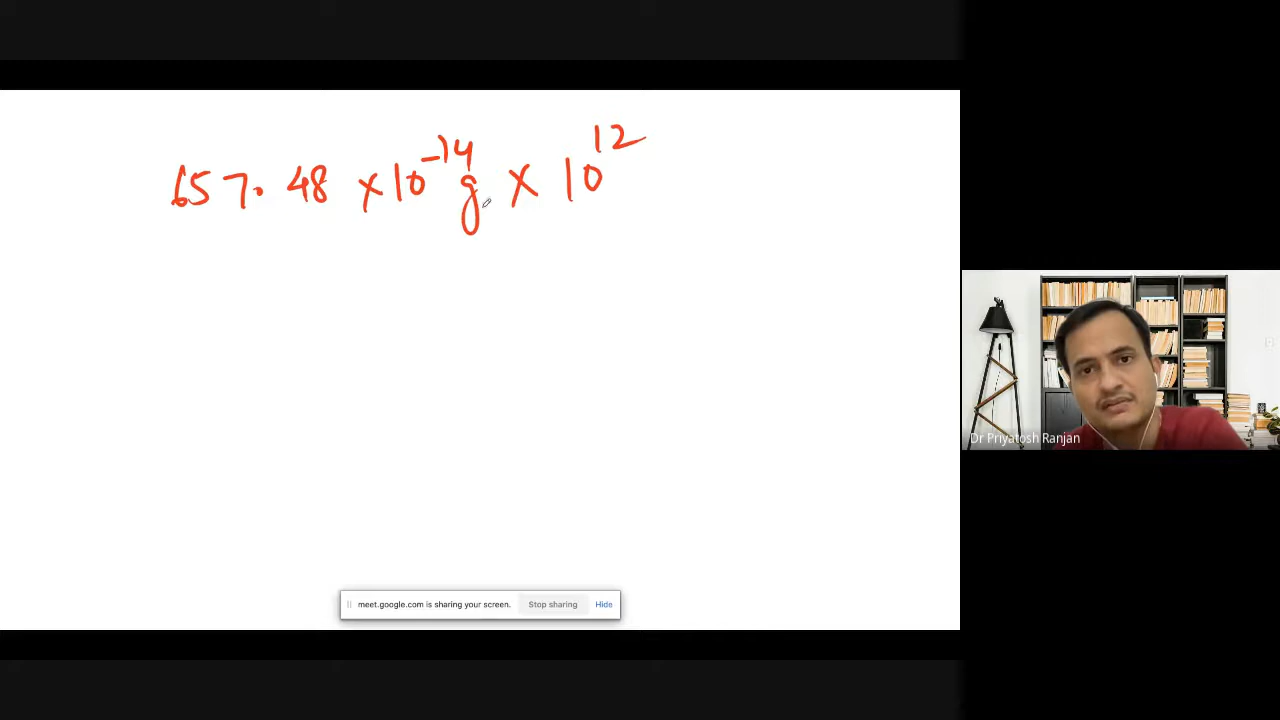 657.48 x 10⁻¹⁴ g x 10¹²
Dr Priyatosh Ranjan
meet.google.com is sharing your screen. Stop sharing Hide